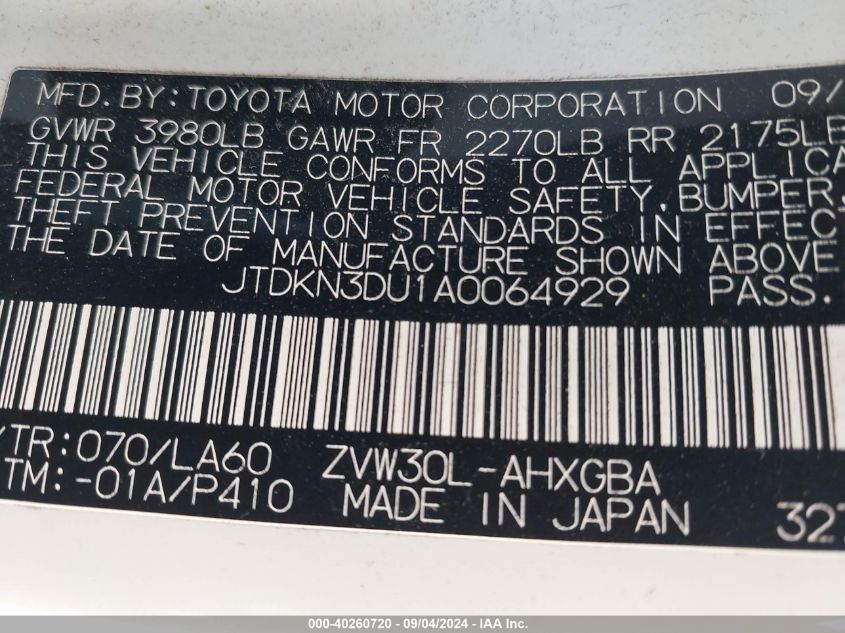 MFD. BY: TOYOTA MOTOR CORPORATION 09/
GVWR 3980LB GAWR FR 2270LB RR 2175LB
THIS VEHICLE CONFORMS TO ALL APPLICA
FEDERAL MOTOR VEHICLE SAFETY, BUMPER,
THEFT PREVENTION STANDARDS IN EFFEC
THE DATE OF MANUFACTURE SHOWN ABOVE
JTDKN3DU1A0064929 PASS.
/TR: 070/LA60 ZVW30L-AHXGBA
TM: -01A/P410 MADE IN JAPAN 327
000-40260720 - 09/04/2024 - IAA Inc.